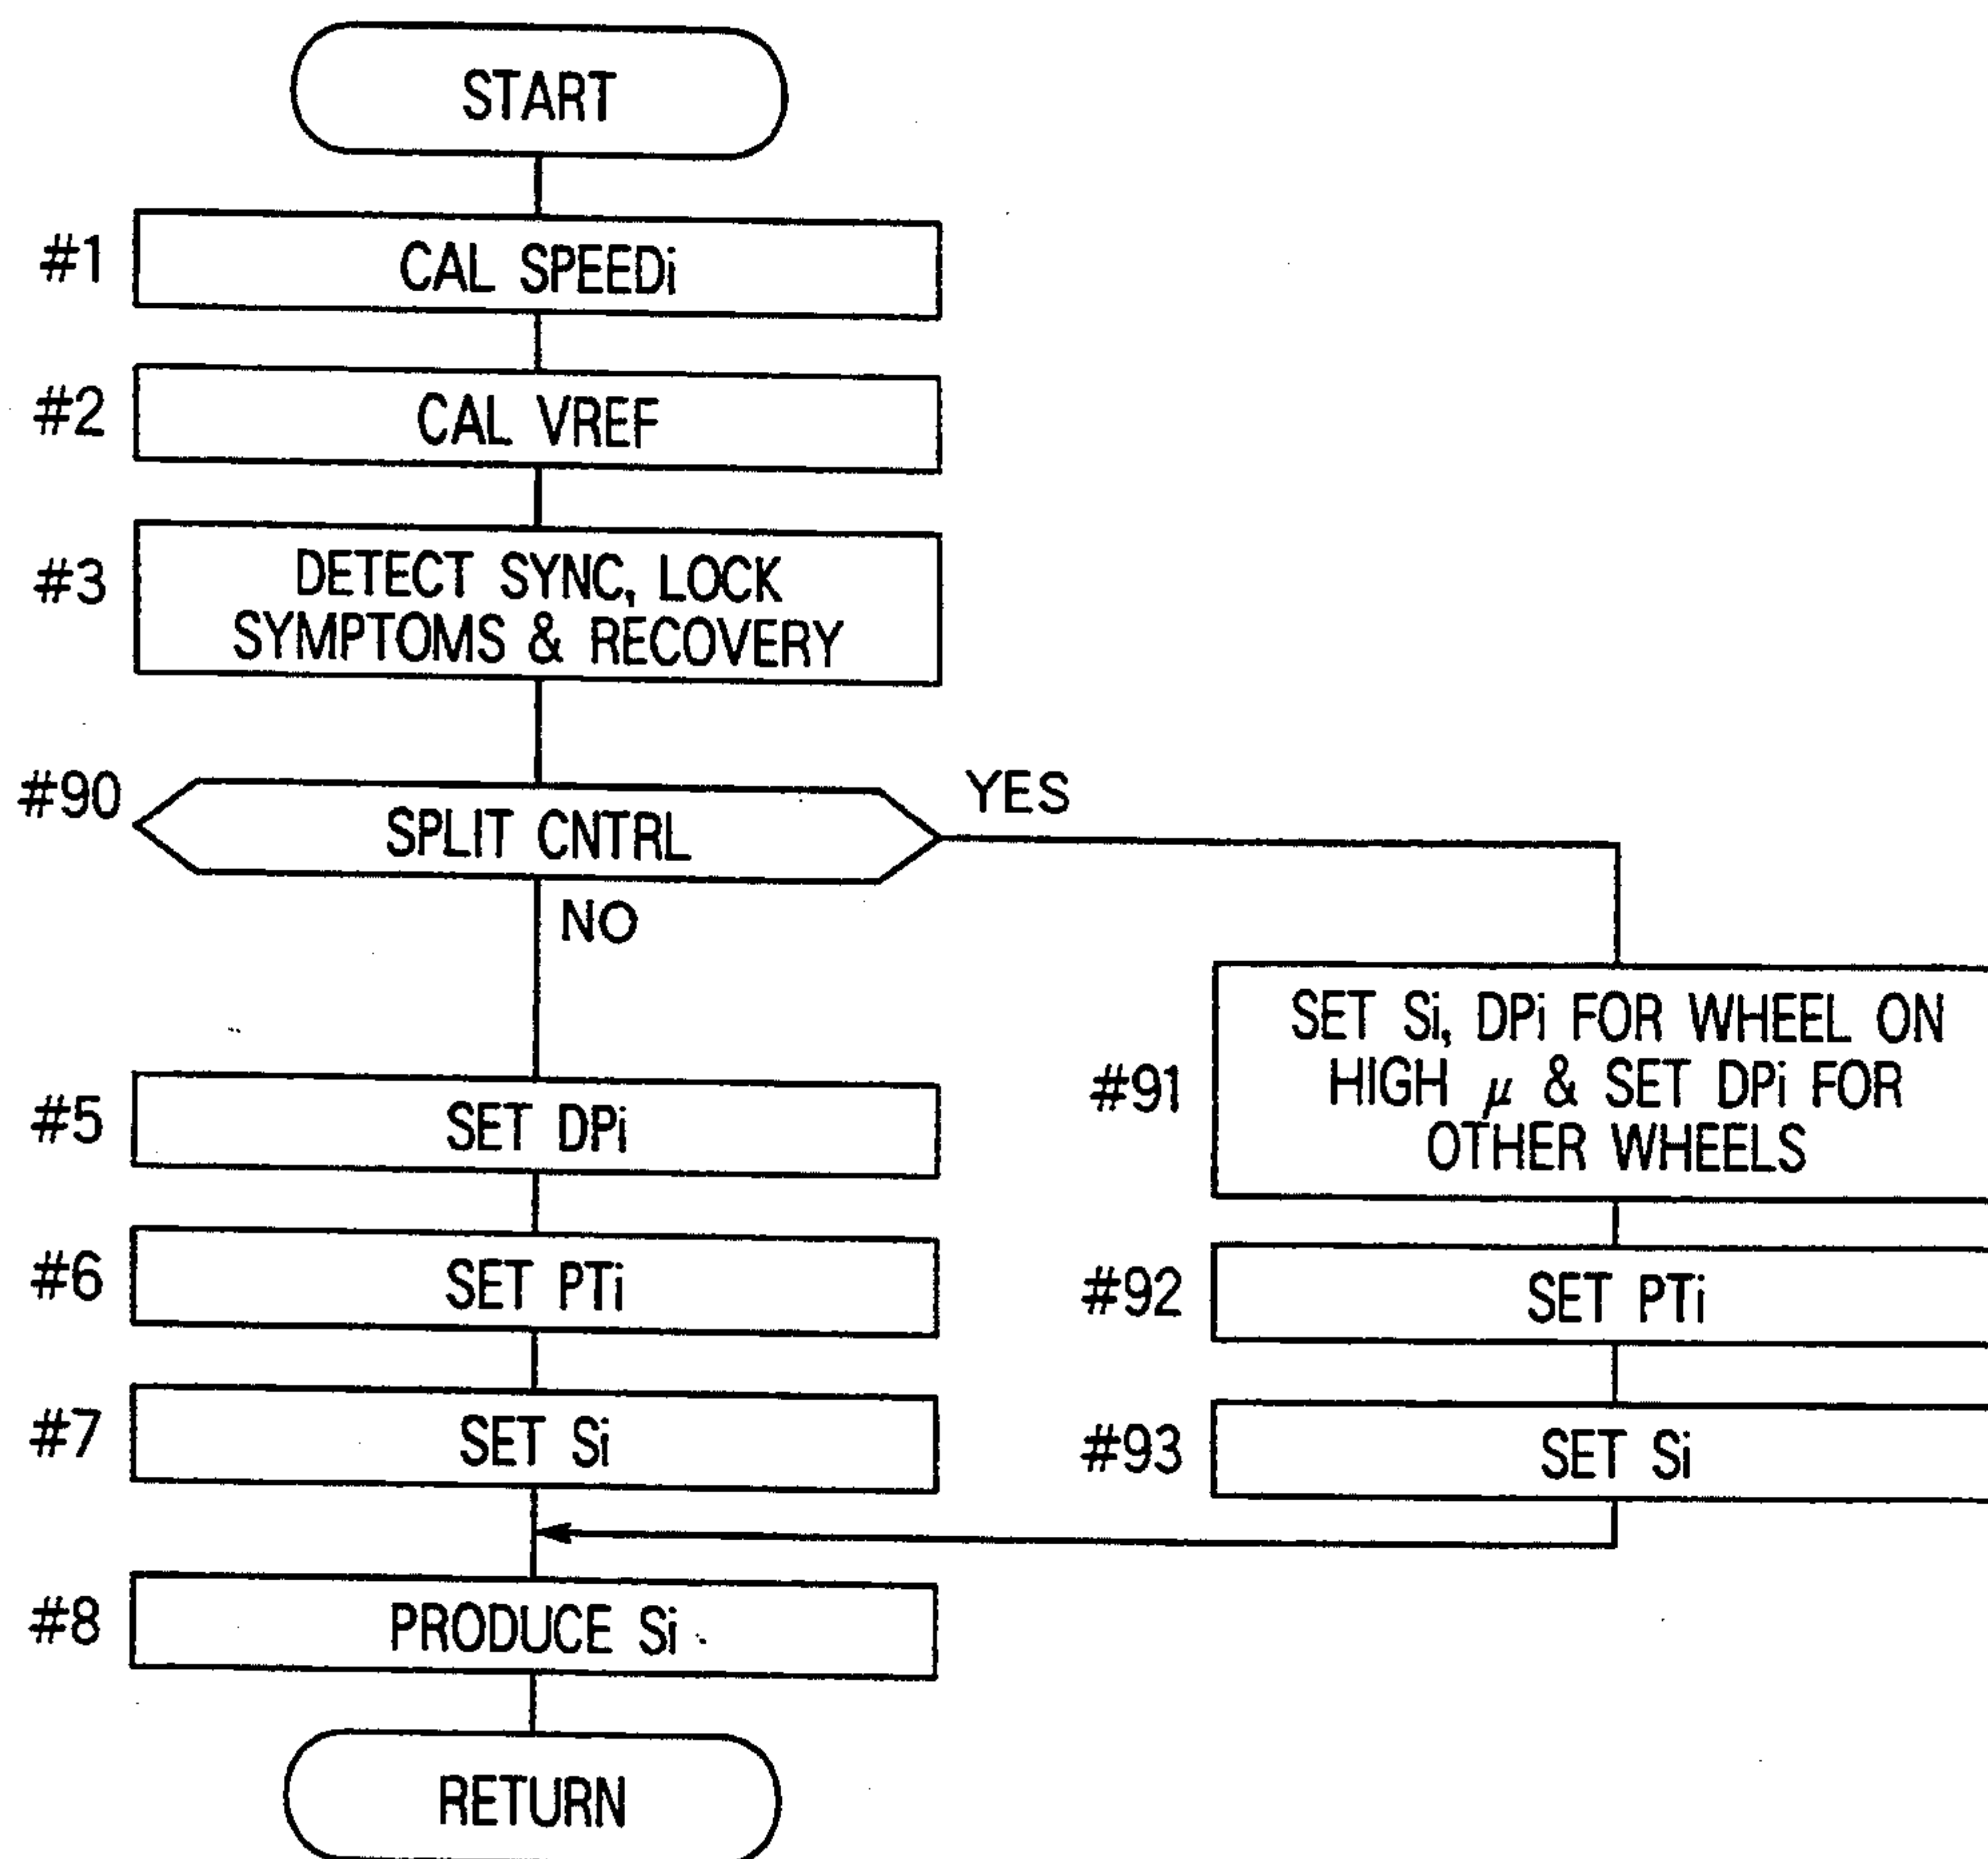 START
#1
CAL SPEEDi
#2
CAL VREF
#3
DETECT SYNC, LOCK
SYMPTOMS & RECOVERY
#90
SPLIT CNTRL
YES
NO
#5
SET DPi
#6
SET PTi
#7
SET Si
#91
SET Si, DPi FOR WHEEL ON
HIGH μ & SET DPi FOR
OTHER WHEELS
#92
SET PTi
#93
SET Si
#8
PRODUCE Si
RETURN